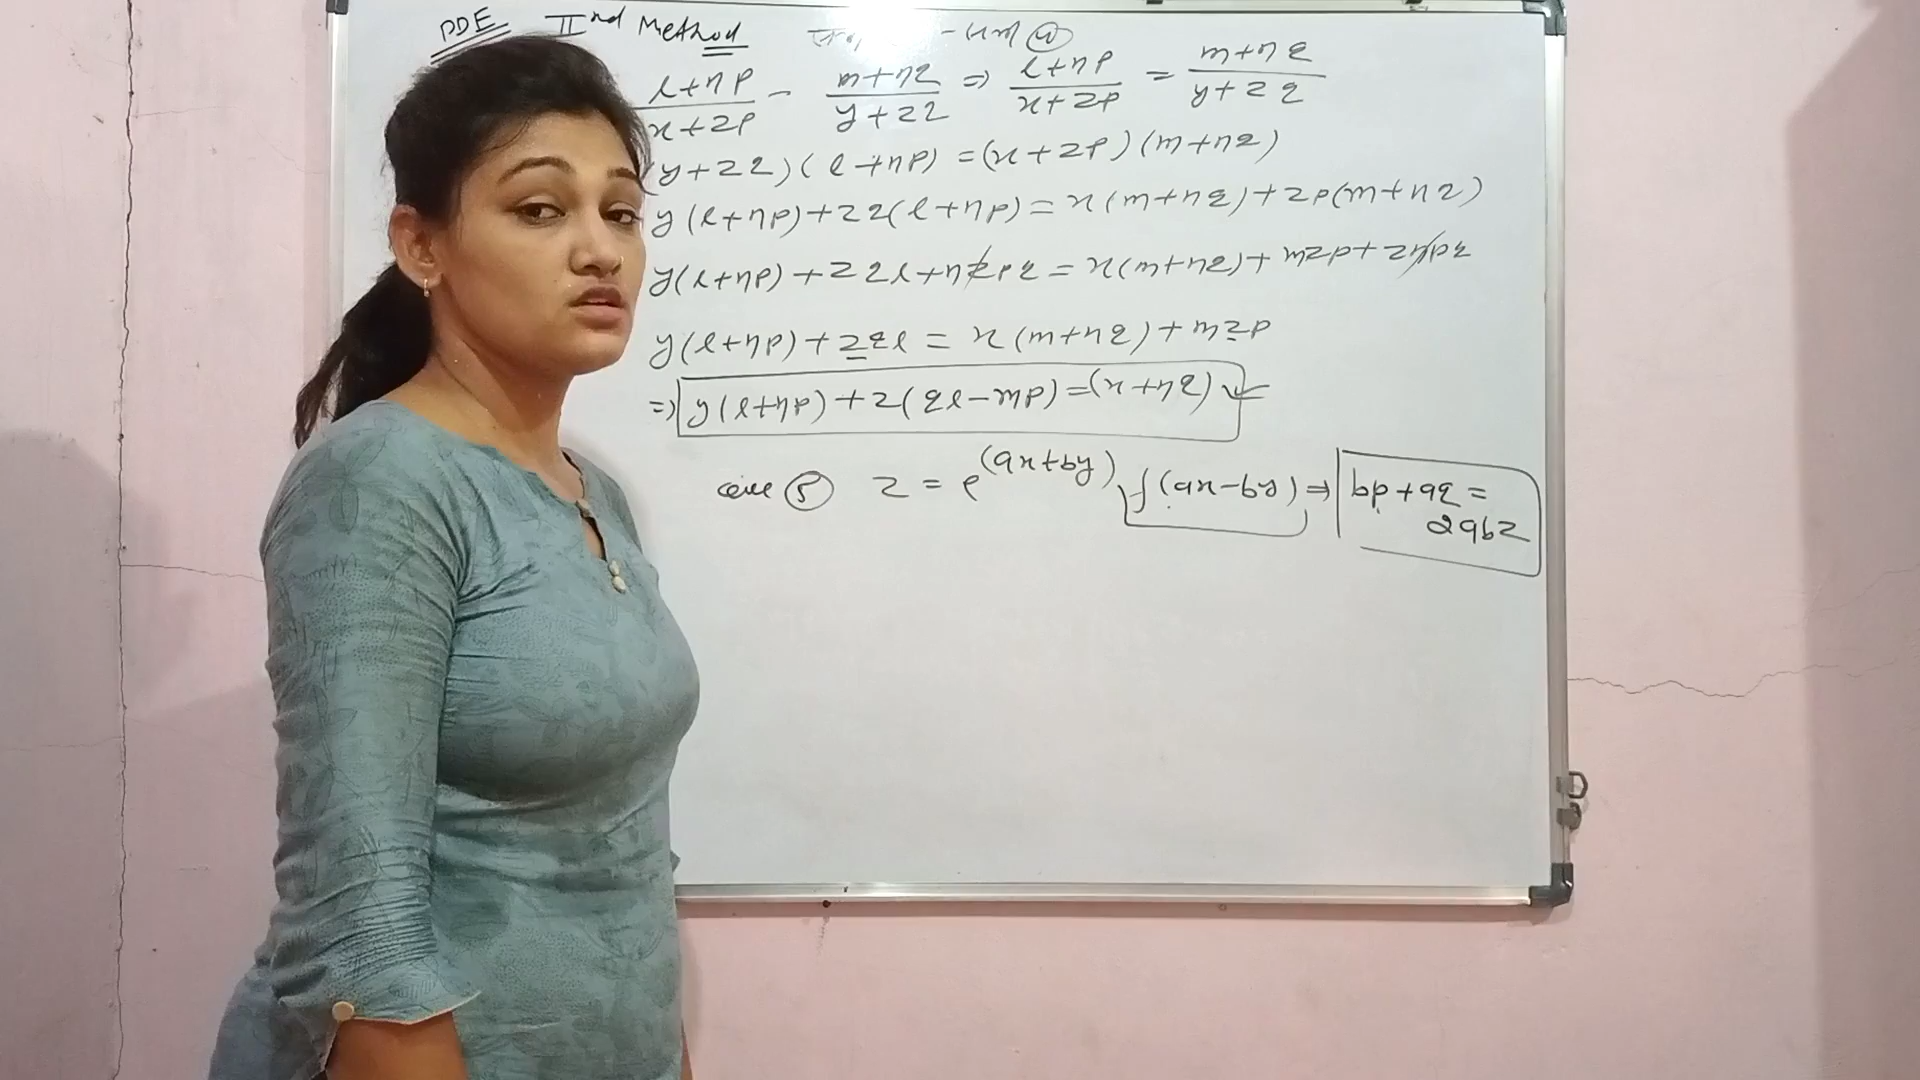 PDE IInd Method
l+np/x+zp - m+nq/y+zq ⇒ l+np/x+zp = m+nq/y+zq
(y+zq)(l+np) = (x+zp)(m+nq)
y(l+np)+zq(l+np) = x(m+nq)+zp(m+nq)
y(l+np)+zql+nzpq = x(m+nq)+mzp+znpq
y(l+np)+zql = x(m+nq)+mzp
⇒ y(l+np)+z(ql-mp)=(x+nq)
(5) z = e^(ax+by) f(ax-by) ⇒ bp+aq =
2abz